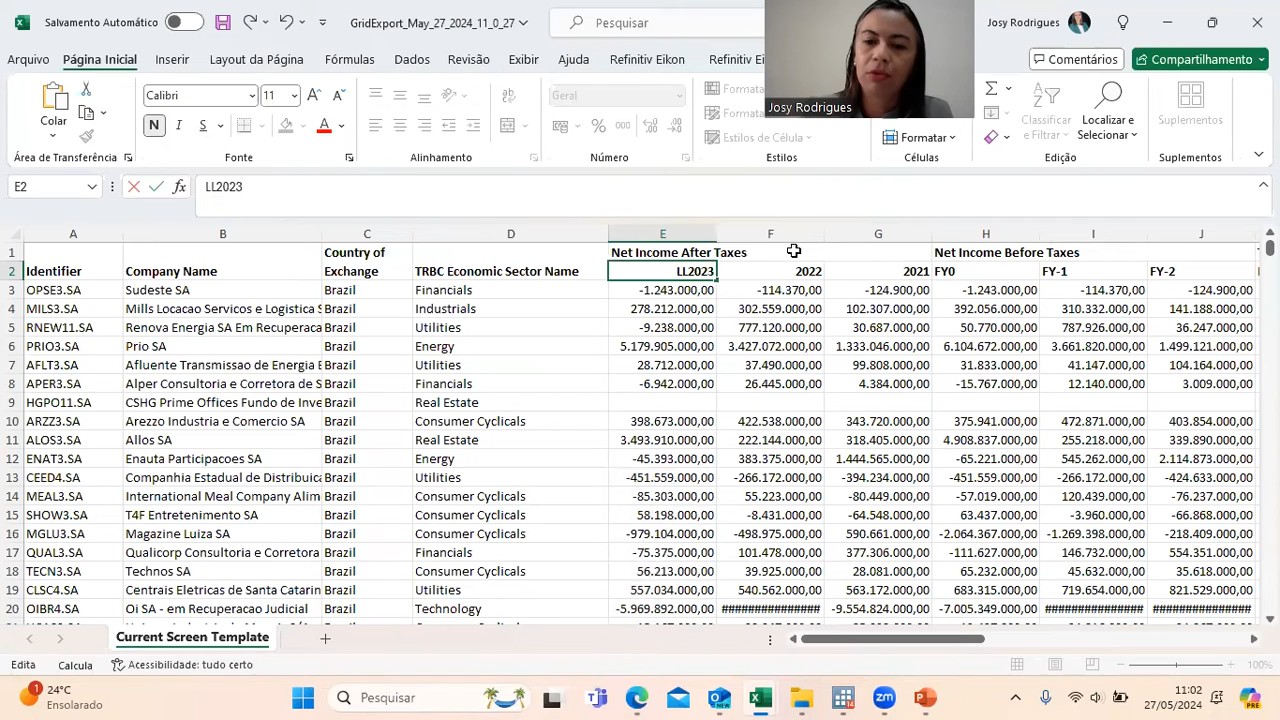 Salvamento Automático
GridExport_May_27_2024_11_0_27
Pesquisar
Josy Rodrigues
Arquivo Página Inicial Inserir Layout da Página Fórmulas Dados Revisão Exibir Ajuda Refinitiv Eikon Refinitiv
Comentários
Compartilhamento
Colar
Calibri 11
N I S
Geral
Formatar
Estilos de Célula
Classificar e Filtrar
Localizar e Selecionar
Suplementos
Área de Transferência Fonte Alinhamento Número Estilos Células Edição Suplementos
Josy Rodrigues
E2 fx LL2023
A B C D E F G H I J
1 Country of Net Income After Taxes Net Income Before Taxes
2 Identifier Company Name Exchange TRBC Economic Sector Name LL2023 2022 2021 FY0 FY-1 FY-2
3 OPSE3.SA Sudeste SA Brazil Financials -1.243.000,00 -114.370,00 -124.900,00 -1.243.000,00 -114.370,00 -124.900,00
4 MILS3.SA Mills Locacao Servicos e Logistica S Brazil Industrials 278.212.000,00 302.559.000,00 102.307.000,00 392.056.000,00 310.332.000,00 141.188.000,00
5 RNEW11.SA Renova Energia SA Em Recuperaca Brazil Utilities -9.238.000,00 777.120.000,00 30.687.000,00 50.770.000,00 787.926.000,00 36.247.000,00
6 PRIO3.SA Prio SA Brazil Energy 5.179.905.000,00 3.427.072.000,00 1.333.046.000,00 6.104.672.000,00 3.661.820.000,00 1.499.121.000,00
7 AFLT3.SA Afluente Transmissao de Energia E Brazil Utilities 28.712.000,00 37.490.000,00 99.808.000,00 31.833.000,00 41.147.000,00 104.164.000,00
8 APER3.SA Alper Consultoria e Corretora de S Brazil Financials -6.942.000,00 26.445.000,00 4.384.000,00 -15.767.000,00 12.140.000,00 3.009.000,00
9 HGPO11.SA CSHG Prime Offices Fundo de Inve Brazil Real Estate
10 ARZZ3.SA Arezzo Industria e Comercio SA Brazil Consumer Cyclicals 398.673.000,00 422.538.000,00 343.720.000,00 375.941.000,00 472.871.000,00 403.854.000,00
11 ALOS3.SA Allos SA Brazil Real Estate 3.493.910.000,00 222.144.000,00 318.405.000,00 4.908.837.000,00 255.218.000,00 339.890.000,00
12 ENAT3.SA Enauta Participacoes SA Brazil Energy -45.393.000,00 383.375.000,00 1.444.565.000,00 -65.221.000,00 545.262.000,00 2.114.873.000,00
13 CEED4.SA Companhia Estadual de Distribuica Brazil Utilities -451.559.000,00 -266.172.000,00 -394.234.000,00 -451.559.000,00 -266.172.000,00 -424.633.000,00
14 MEAL3.SA International Meal Company Alim Brazil Consumer Cyclicals -85.303.000,00 55.223.000,00 -80.449.000,00 -57.019.000,00 120.439.000,00 -76.237.000,00
15 SHOW3.SA T4F Entretenimento SA Brazil Consumer Cyclicals 58.198.000,00 -8.431.000,00 -64.548.000,00 63.437.000,00 -3.960.000,00 -66.868.000,00
16 MGLU3.SA Magazine Luiza SA Brazil Consumer Cyclicals -979.104.000,00 -498.975.000,00 590.661.000,00 -2.064.367.000,00 -1.269.398.000,00 -218.409.000,00
17 QUAL3.SA Qualicorp Consultoria e Corretora Brazil Financials -75.375.000,00 101.478.000,00 377.306.000,00 -111.627.000,00 146.732.000,00 554.351.000,00
18 TECN3.SA Technos SA Brazil Consumer Cyclicals 56.213.000,00 39.925.000,00 28.081.000,00 65.232.000,00 45.632.000,00 35.618.000,00
19 CLSC4.SA Centrais Eletricas de Santa Catarin Brazil Utilities 557.034.000,00 540.562.000,00 563.172.000,00 683.315.000,00 719.654.000,00 821.529.000,00
20 OIBR4.SA Oi SA - em Recuperacao Judicial Brazil Technology -5.969.892.000,00 ############### -9.554.824.000,00 -7.005.349.000,00 ############### ###############
Current Screen Template
Edita Calcula Acessibilidade: tudo certo 100%
24°C
Ensolarado
Pesquisar
11:02
27/05/2024